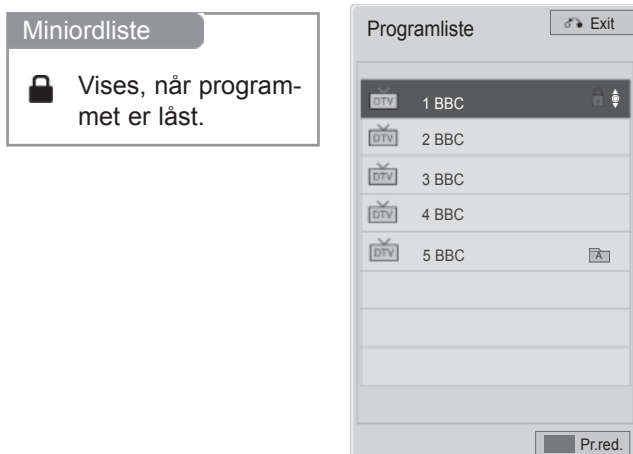 Miniordliste
Vises, når program-
met er låst.
Programliste
Exit
DTV 1 BBC
DTV 2 BBC
DTV 3 BBC
DTV 4 BBC
DTV 5 BBC A
Pr.red.